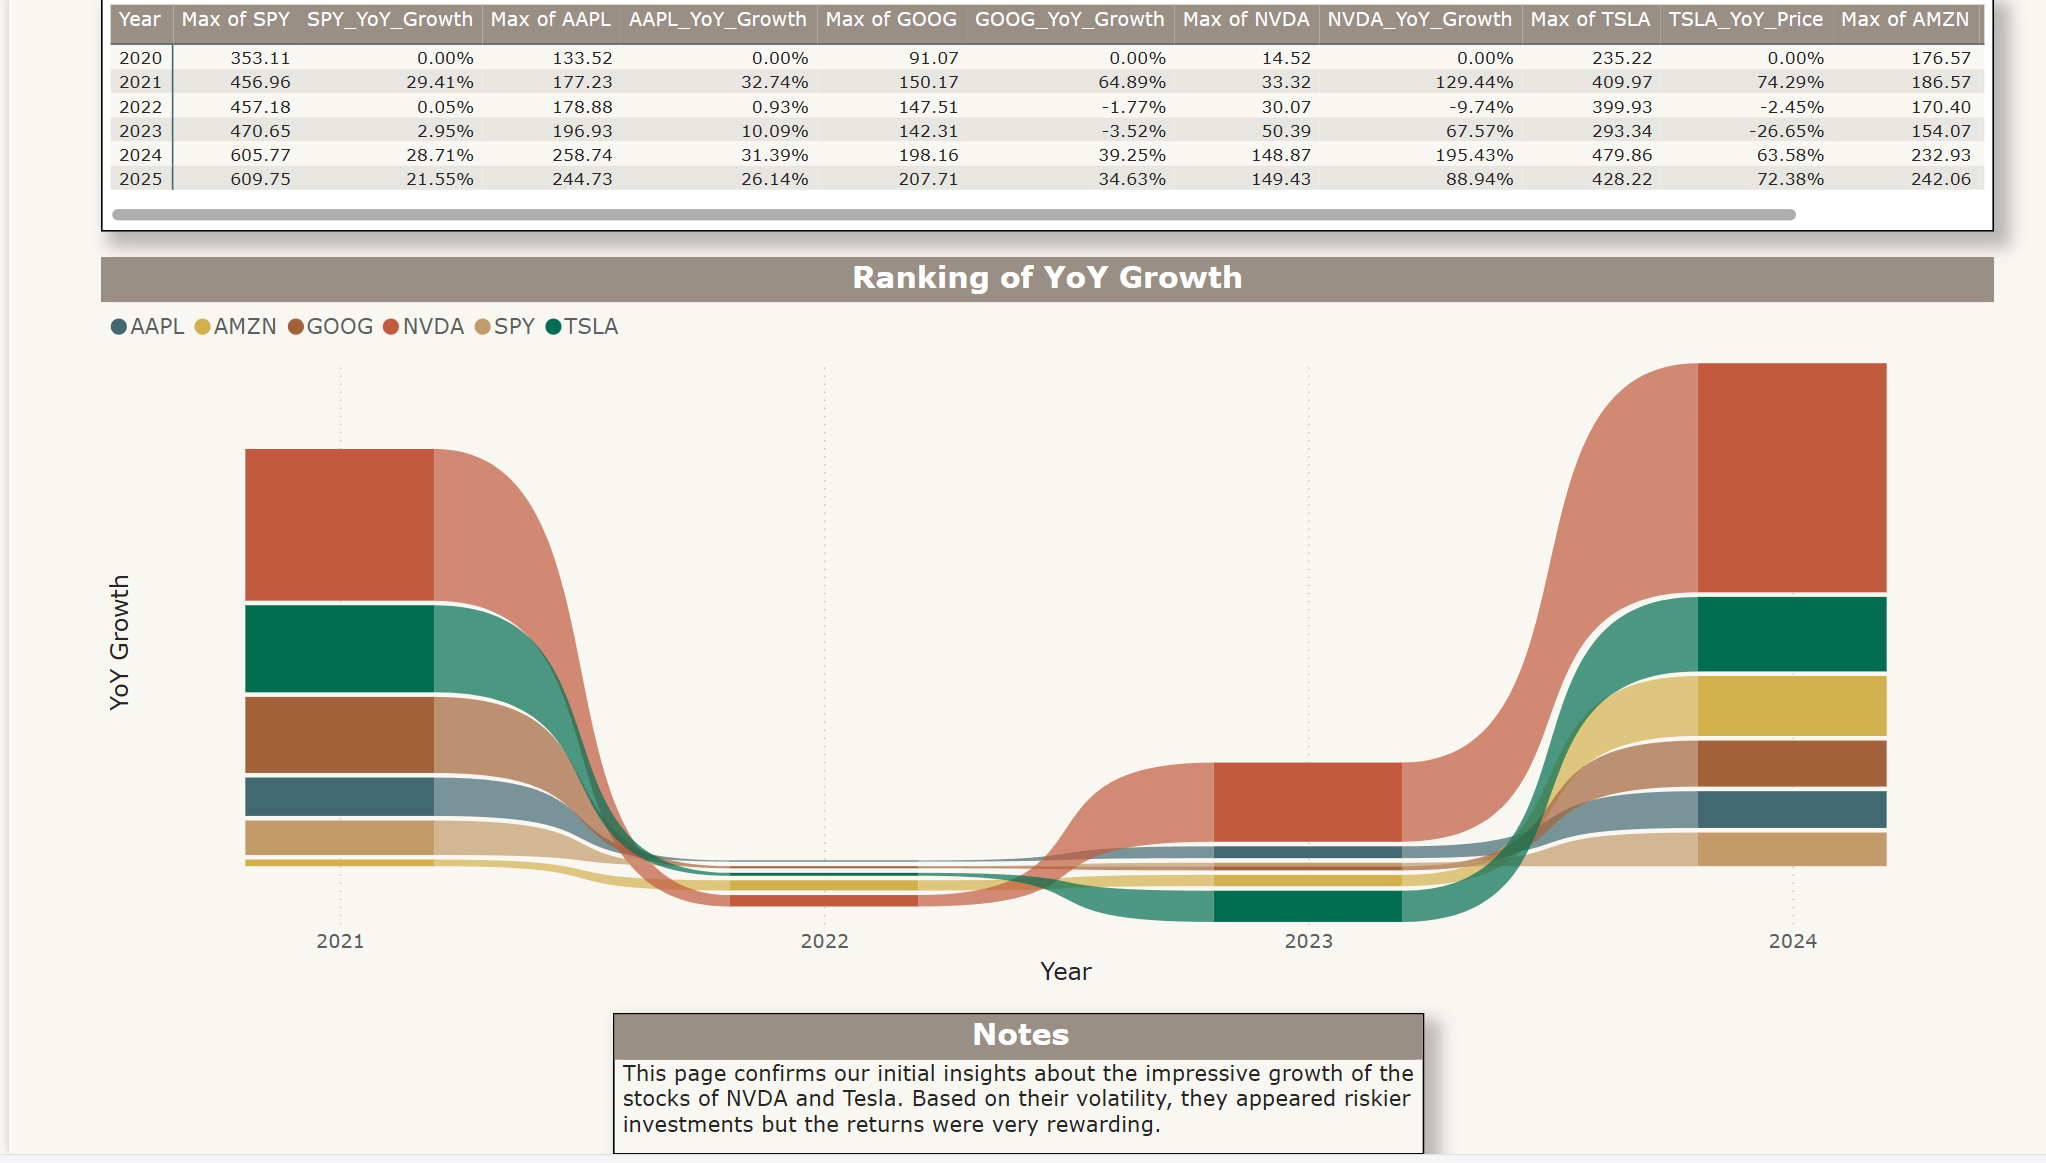 Year Max of SPY SPY_YoY_Growth Max of AAPL AAPL_YoY_Growth Max of GOOG GOOG_YoY_Growth Max of NVDA NVDA_YoY_Growth Max of TSLA TSLA_YoY_Price Max of AMZN
2020 353.11 0.00% 133.52 0.00% 91.07 0.00% 14.52 0.00% 235.22 0.00% 176.57
2021 456.96 29.41% 177.23 32.74% 150.17 64.89% 33.32 129.44% 409.97 74.29% 186.57
2022 457.18 0.05% 178.88 0.93% 147.51 -1.77% 30.07 -9.74% 399.93 -2.45% 170.40
2023 470.65 2.95% 196.93 10.09% 142.31 -3.52% 50.39 67.57% 293.34 -26.65% 154.07
2024 605.77 28.71% 258.74 31.39% 198.16 39.25% 148.87 195.43% 479.86 63.58% 232.93
2025 609.75 21.55% 244.73 26.14% 207.71 34.63% 149.43 88.94% 428.22 72.38% 242.06
Ranking of YoY Growth
AAPL AMZN GOOG NVDA SPY TSLA
YoY Growth
2021 2022 2023 2024
Year
Notes
This page confirms our initial insights about the impressive growth of the
stocks of NVDA and Tesla. Based on their volatility, they appeared riskier
investments but the returns were very rewarding.